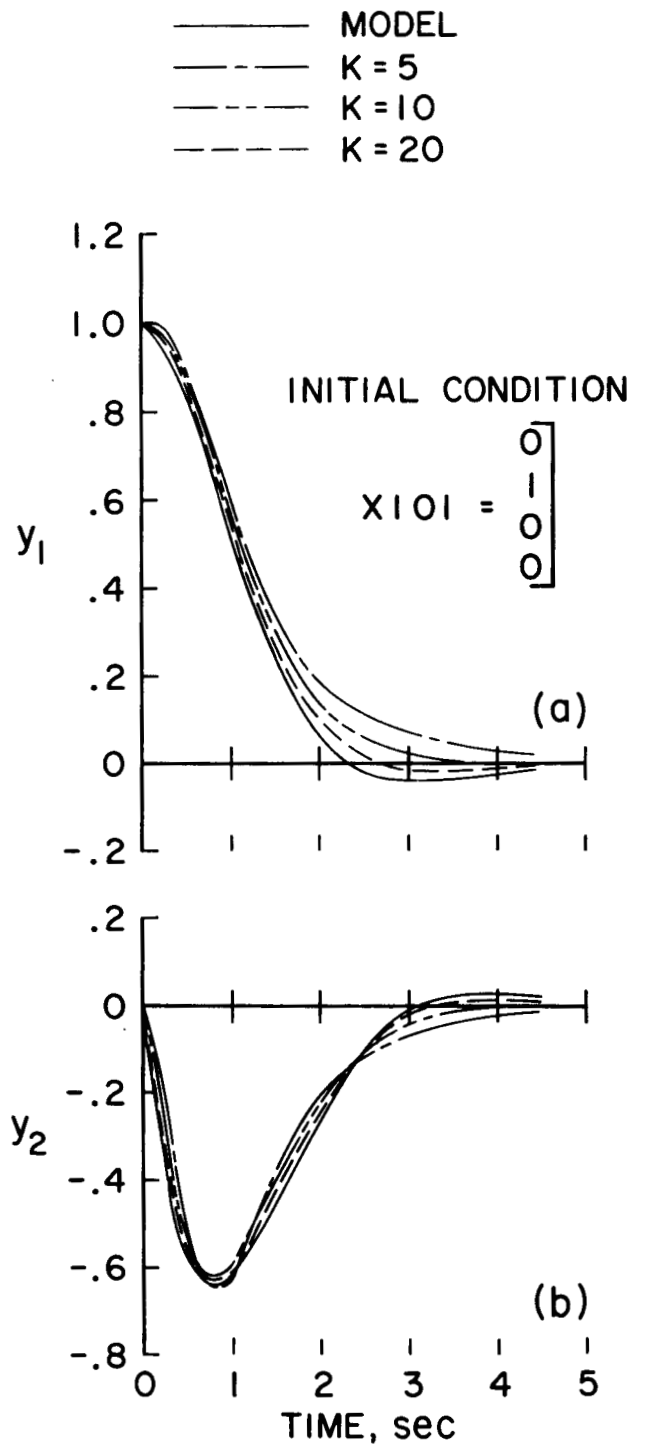 MODEL
K = 5
K = 10
K = 20
1.2
1.0
.8
.6
.4
.2
0
-.2
y1
INITIAL CONDITION
X101 =
0
1
0
0
(a)
.2
0
-.2
-.4
-.6
-.8
y2
(b)
0 1 2 3 4 5
TIME, sec